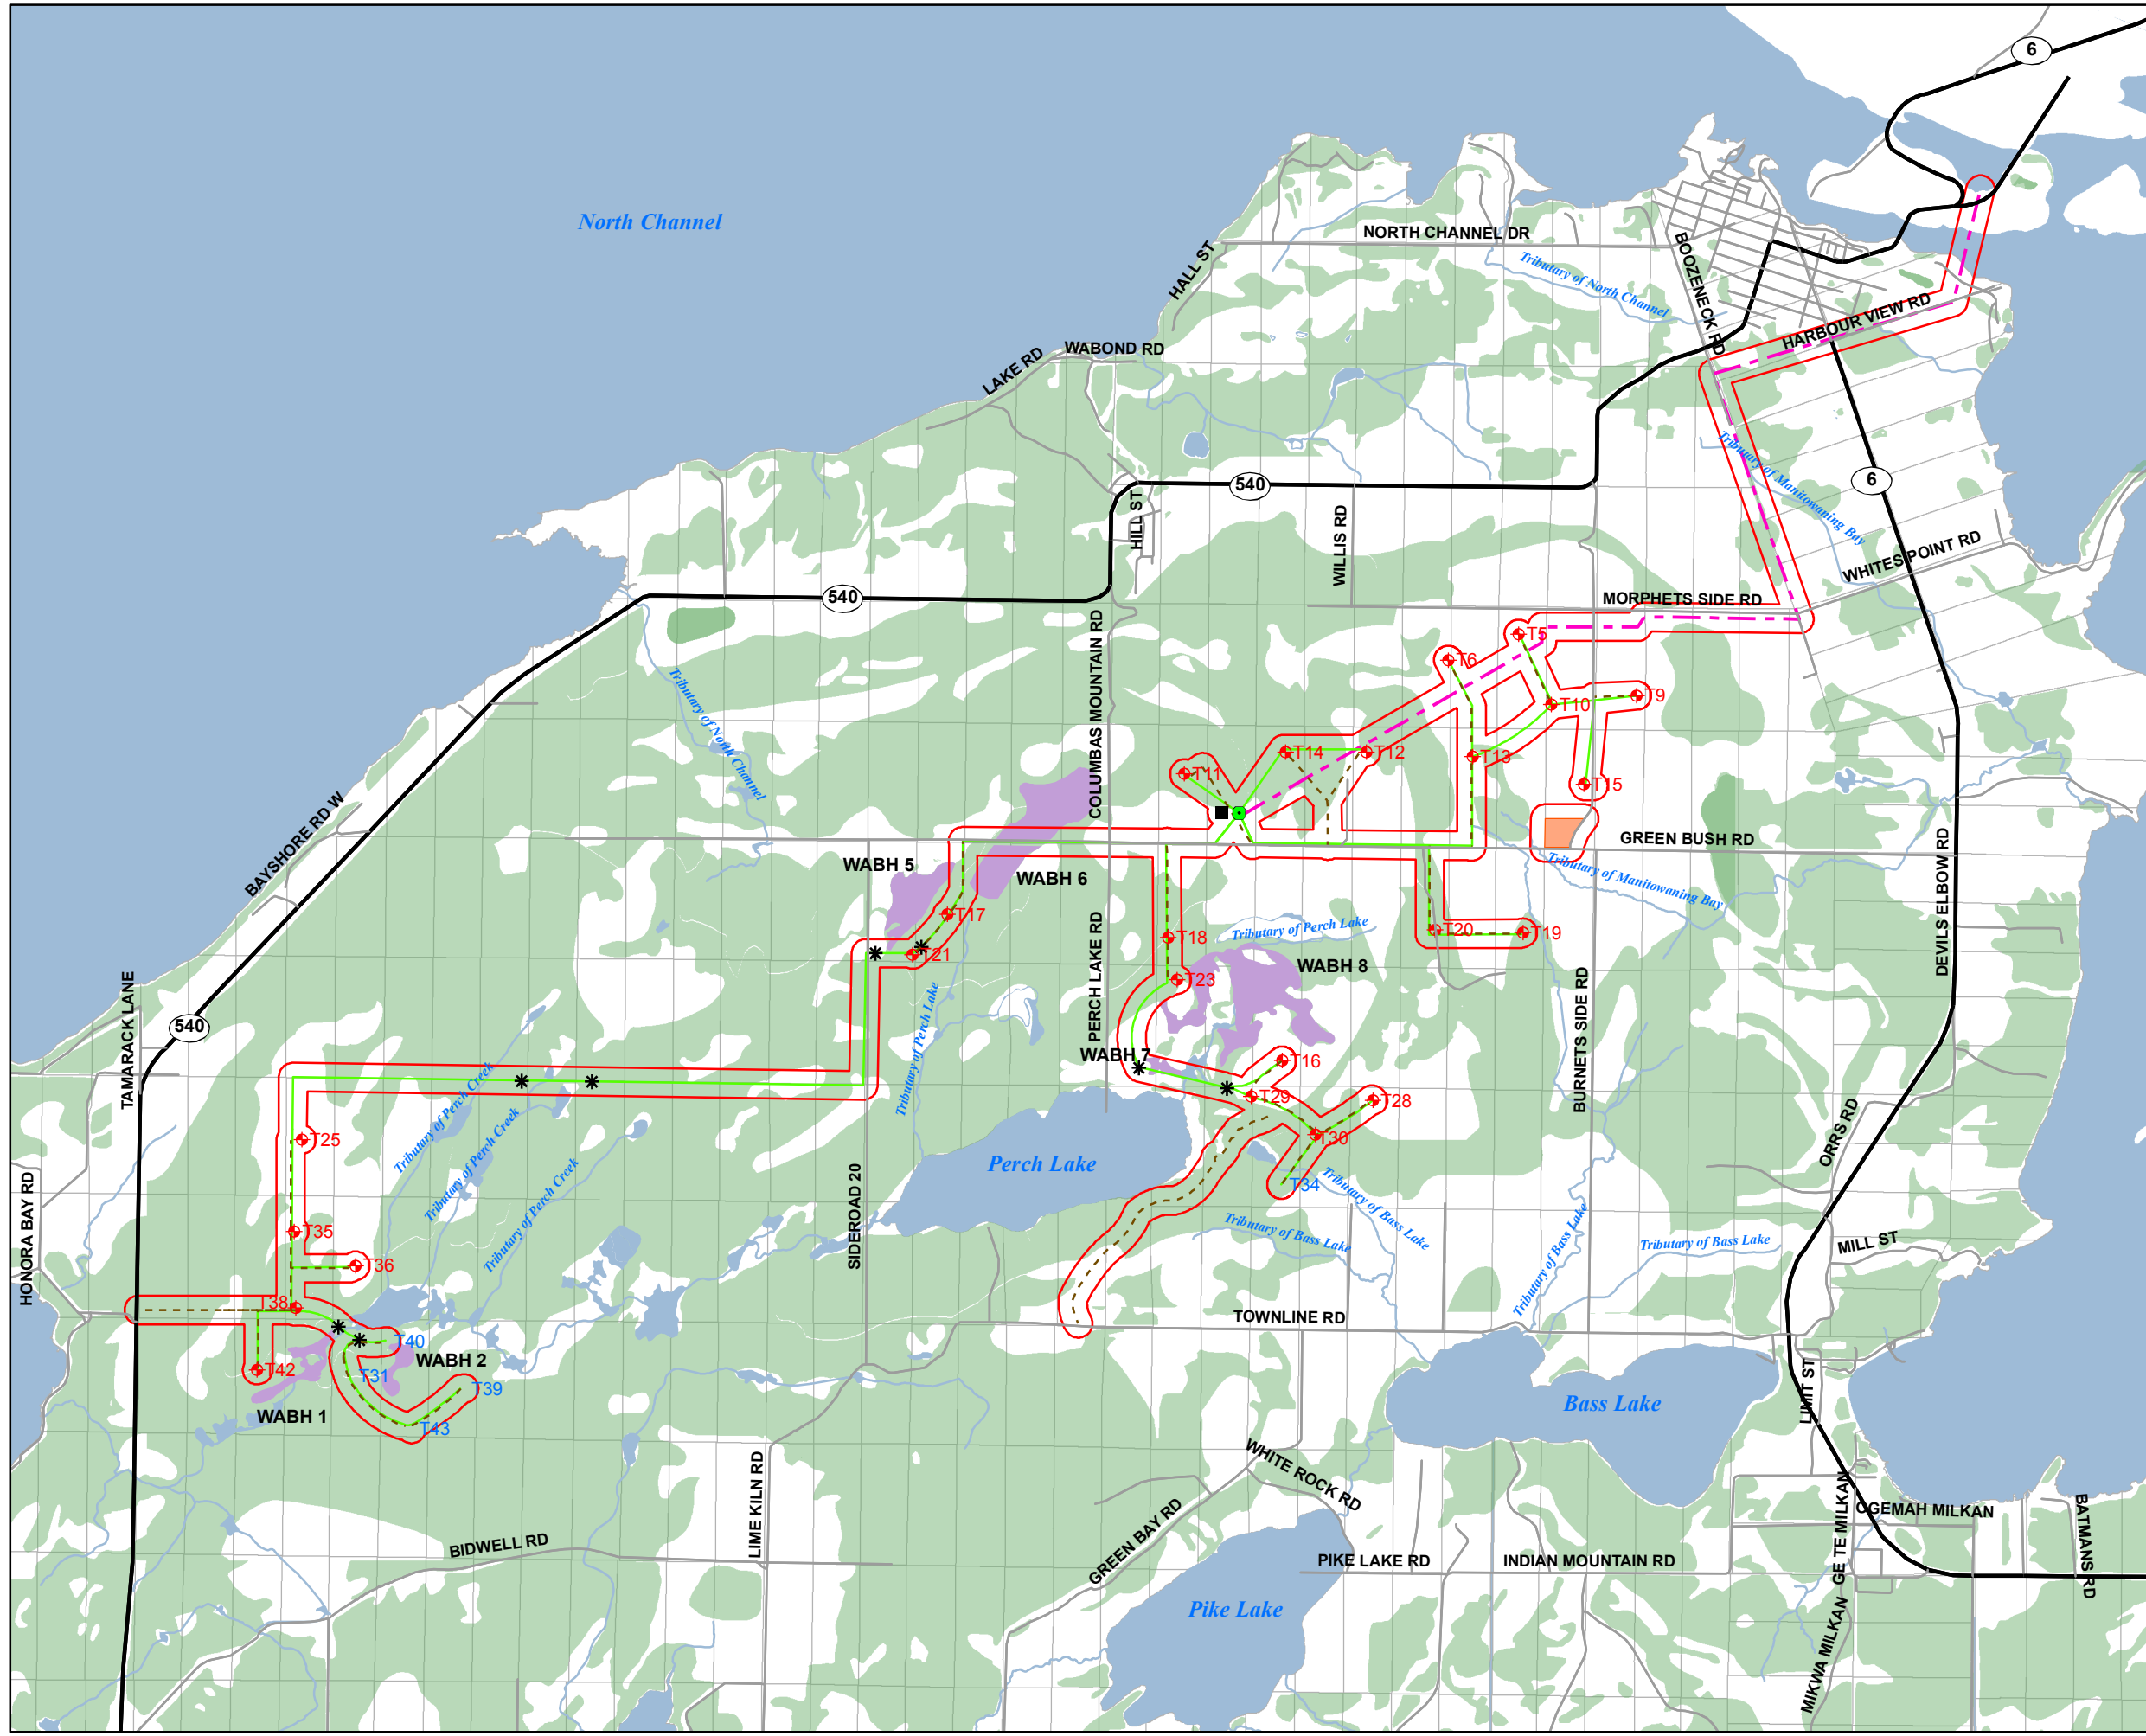 6
North Channel
NORTH CHANNEL DR
HALL ST
BOOZENECK RD
Tributary of North Channel
HARBOUR VIEW RD
WABOND RD
LAKE RD
540
6
HILL ST
WILLIS RD
Tributary of Manitowaning Bay
WHITES POINT RD
540
MORPHETS SIDE RD
COLUMBAS MOUNTAIN RD
T5
T6
Tributary of North Channel
T9
T10
T14
T12
T13
T11
T15
BAYSHORE RD W
GREEN BUSH RD
WABH 5
WABH 6
Tributary of Manitowaning Bay
DEVILS ELBOW RD
T17
PERCH LAKE RD
Tributary of Perch Lake
T18
T20
T19
T21
WABH 8
T23
TAMARACK LANE
540
Tributary of Perch Lake
BURNETS SIDE RD
WABH 7
T16
T29
T28
Tributary of Perch Creek
T25
T30
ORRS RD
Perch Lake
Tributary of Perch Creek
T34
Tributary of Bass Lake
HONORA BAY RD
SIDEROAD 20
Tributary of Perch Creek
T35
Tributary of Bass Lake
Tributary of Bass Lake
Tributary of Bass Lake
MILL ST
T36
T38
TOWNLINE RD
T40
WABH 2
T42
T31
T39
LIMIT ST
Bass Lake
WABH 1
T43
WHITE ROCK RD
LIME KILN RD
GREEN BAY RD
OGEMAH MILKAN
BATMANS RD
BIDWELL RD
PIKE LAKE RD
INDIAN MOUNTAIN RD
GE TE MILKAN
Pike Lake
MIKWA MILKAN